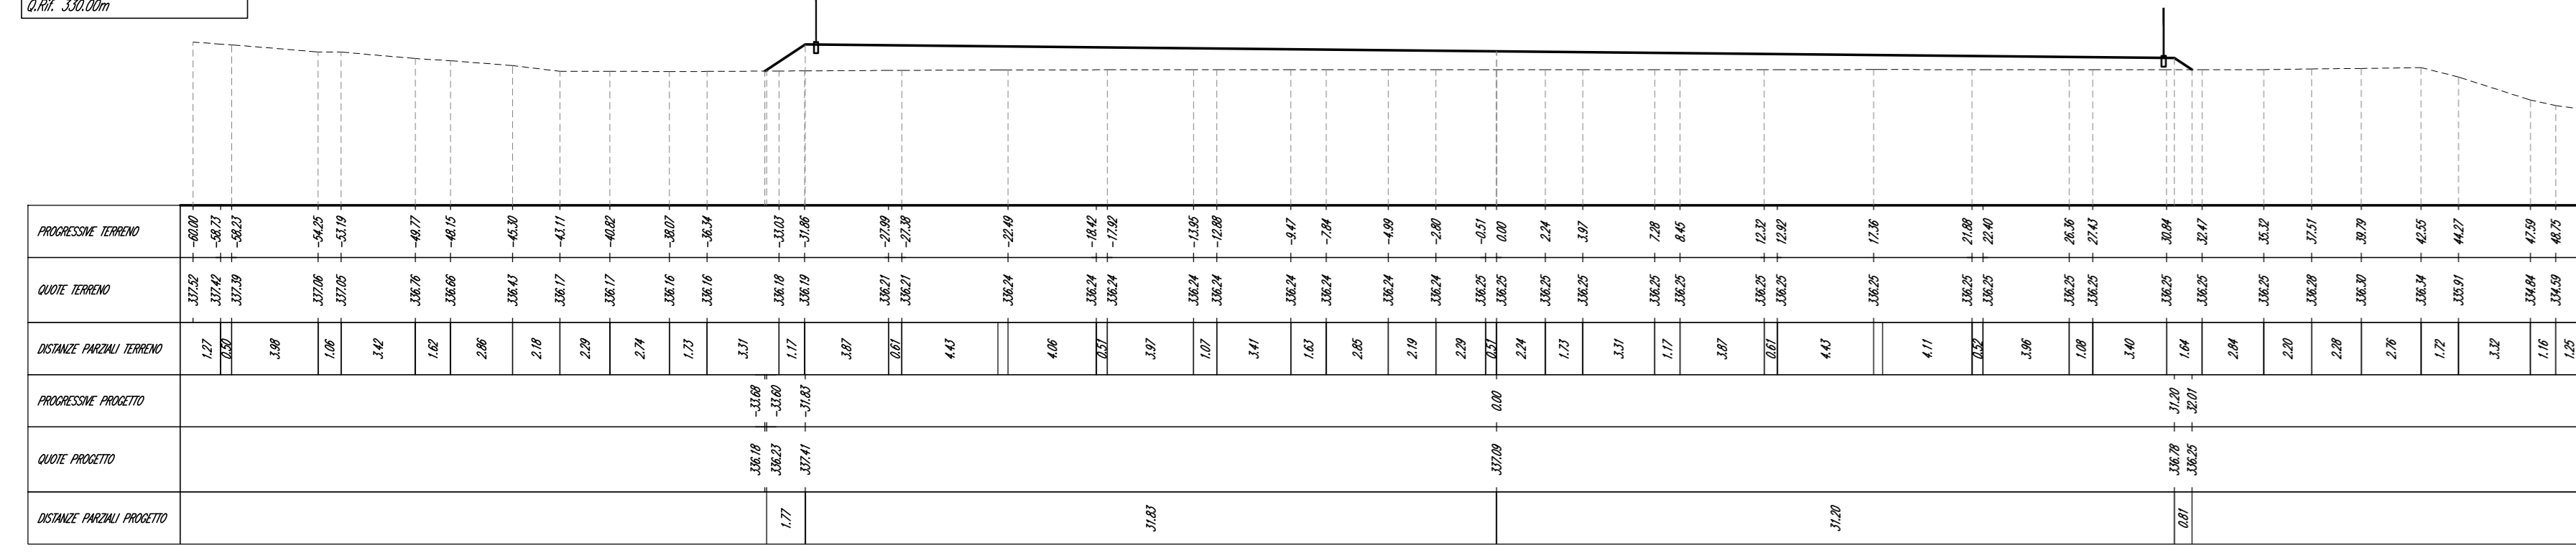 Q.Rif. 330.00m
PROGRESSIVE TERRENO -60.00 -58.73 -58.23 -54.25 -53.19 -49.77 -48.15 -45.30 -43.11 -40.82 -38.07 -36.34 -33.03 -31.86 -27.99 -27.38 -22.49 -18.42 -17.92 -13.95 -12.88 -9.47 -7.84 -4.99 -2.80 -0.51 0.00 2.24 3.97 7.28 8.45 12.32 12.92 17.36 21.88 22.40 26.36 27.43 30.84 32.47 35.32 37.51 39.79 42.55 44.27 47.59 48.75
QUOTE TERRENO 337.52 337.42 337.39 337.06 337.05 336.76 336.66 336.43 336.17 336.17 336.16 336.16 336.18 336.19 336.21 336.21 336.24 336.24 336.24 336.24 336.24 336.24 336.24 336.24 336.24 336.25 336.25 336.25 336.25 336.25 336.25 336.25 336.25 336.25 336.25 336.25 336.25 336.25 336.25 336.25 336.25 336.28 336.30 336.34 335.91 334.84 334.59
DISTANZE PARZIALI TERRENO 1.27 0.50 3.98 1.06 3.42 1.62 2.86 2.18 2.29 2.74 1.73 3.31 1.17 3.87 0.61 4.43 4.06 0.51 3.97 1.07 3.41 1.63 2.85 2.19 2.29 0.51 2.24 1.73 3.31 1.17 3.87 0.61 4.43 4.11 0.52 3.96 1.08 3.40 1.64 2.84 2.20 2.28 2.76 1.72 3.32 1.16 1.25
PROGRESSIVE PROGETTO -33.68 -33.60 -31.83 0.00 31.20 32.01
QUOTE PROGETTO 336.18 336.23 337.41 337.09 336.78 336.25
DISTANZE PARZIALI PROGETTO 1.77 31.83 31.20 0.81